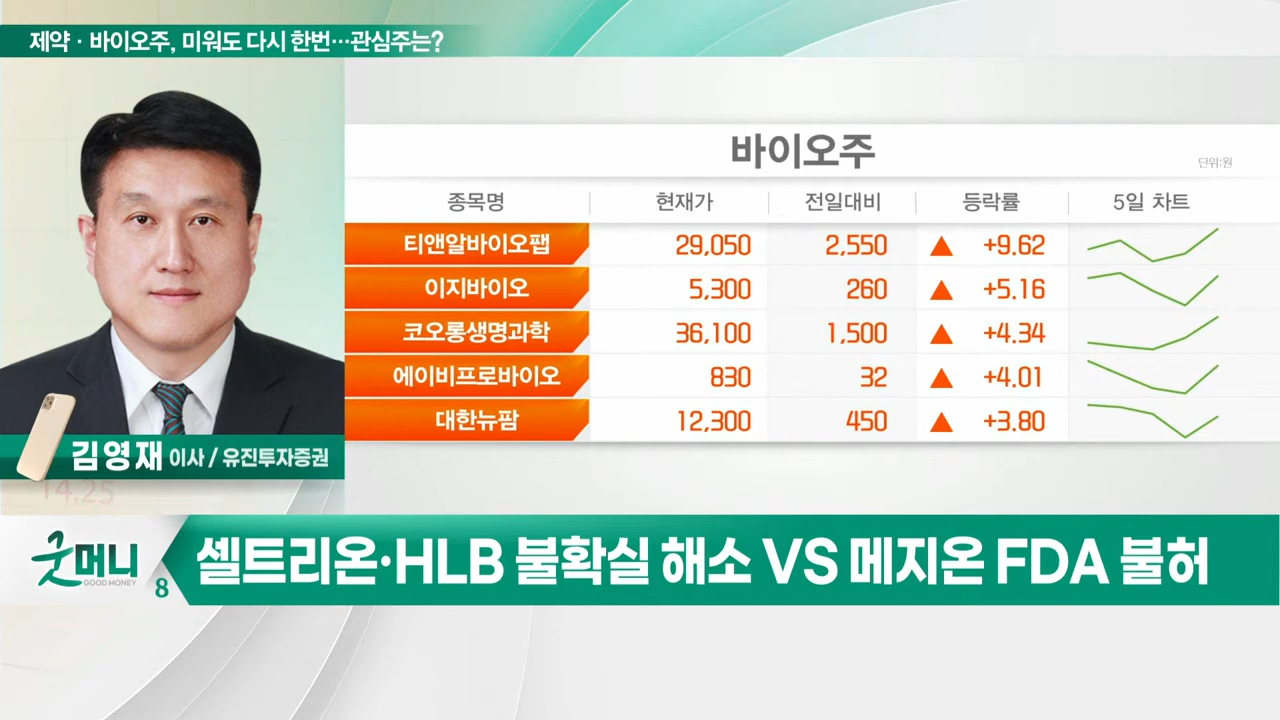 제약·바이오주, 미워도 다시 한번…관심주는?
바이오주
단위:원
종목명 현재가 전일대비 등락률 5일 차트
티앤알바이오팹 29,050 2,550 ▲ +9.62
이지바이오 5,300 260 ▲ +5.16
코오롱생명과학 36,100 1,500 ▲ +4.34
에이비프로바이오 830 32 ▲ +4.01
대한뉴팜 12,300 450 ▲ +3.80
김영재 이사 / 유진투자증권
14.25
굿머니
GOOD MONEY
8
셀트리온·HLB 불확실 해소 VS 메지온 FDA 불허